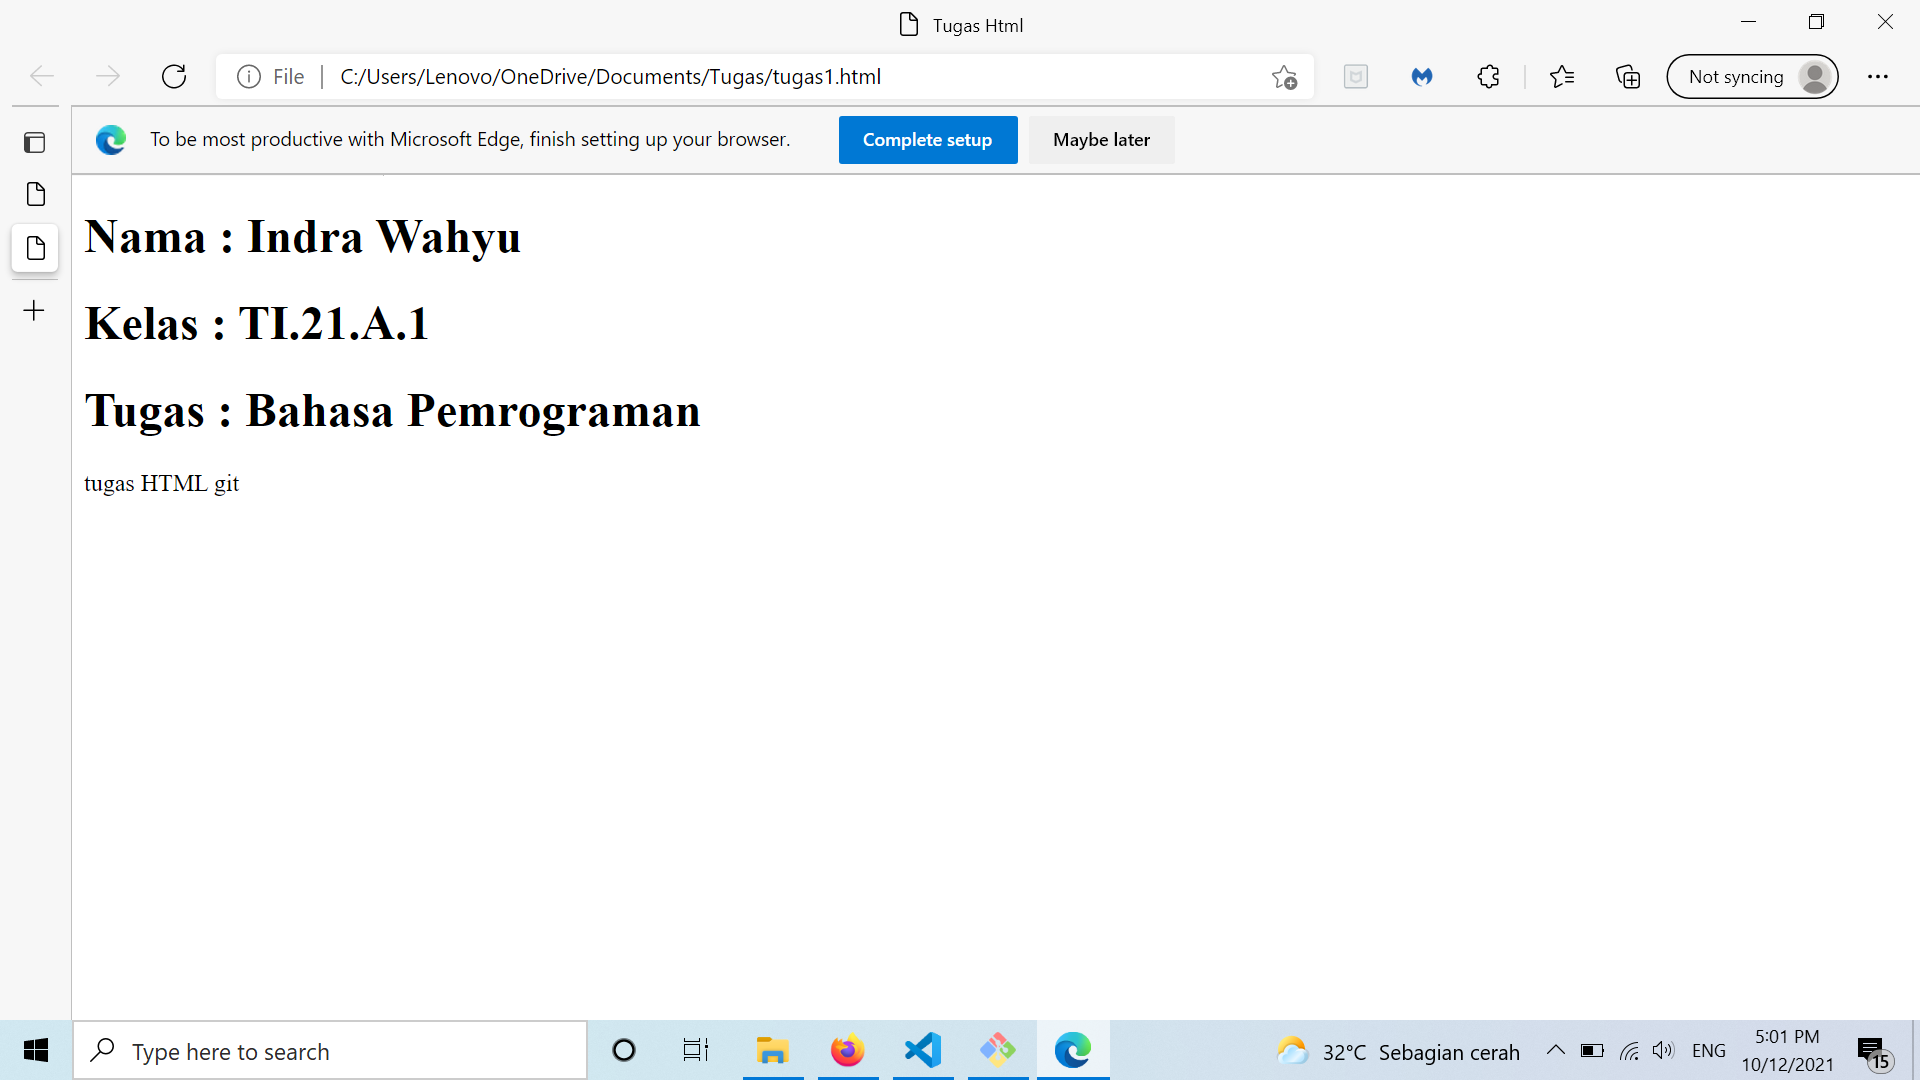 Tugas Html
File
C:/Users/Lenovo/OneDrive/Documents/Tugas/tugas1.html
Not syncing
To be most productive with Microsoft Edge, finish setting up your browser.
Complete setup
Maybe later
Nama : Indra Wahyu
Kelas : TI.21.A.1
Tugas : Bahasa Pemrograman
tugas HTML git
Type here to search
32°C Sebagian cerah
ENG
5:01 PM
10/12/2021
15